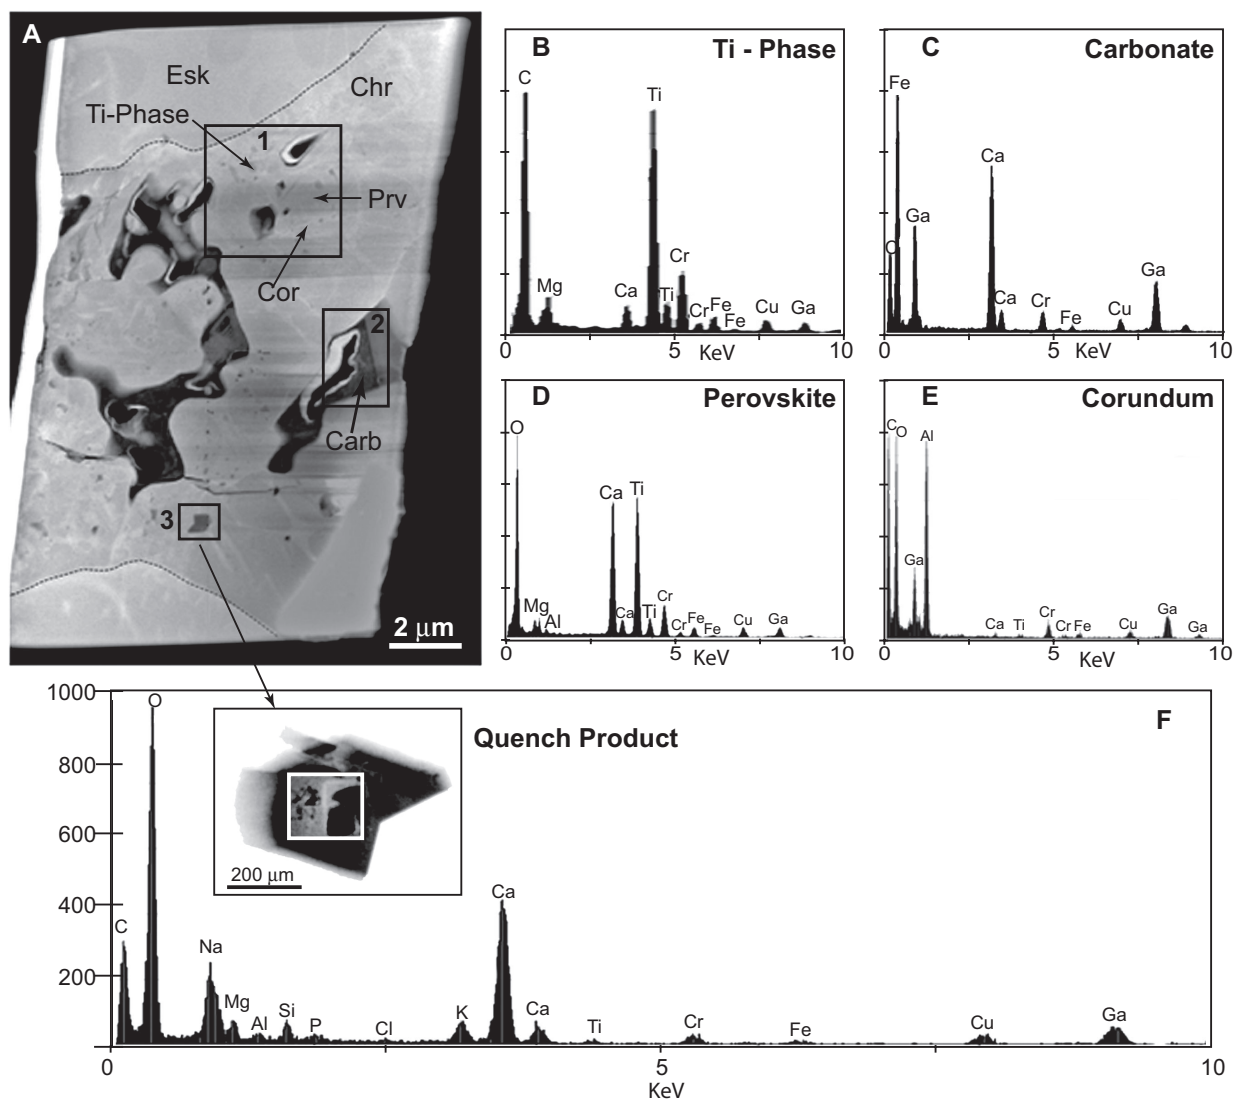 A
Esk
Chr
Ti-Phase
1
Prv
Cor
2
Carb
3
2 μm
B Ti - Phase
C
Ti
Mg
Ca
Ti
Cr
Cr
Fe
Fe
Cu
Ga
0 5 10
KeV
C Carbonate
Fe
C
Ga
Ca
Ca
Cr
Fe
Cu
Ga
0 5 10
KeV
D Perovskite
O
Mg
Al
Ca
Ca
Ti
Ti
Cr
Cr
Fe
Fe
Cu
Ga
0 5 10
KeV
E Corundum
C
O
Al
Ga
Ca
Ti
Cr
Cr
Fe
Cu
Ga
Ga
0 5 10
KeV
F
Quench Product
200 μm
1000
800
600
400
200
C
O
Na
Mg
Al
Si
P
Cl
K
Ca
Ca
Ti
Cr
Fe
Cu
Ga
0 5 10
KeV